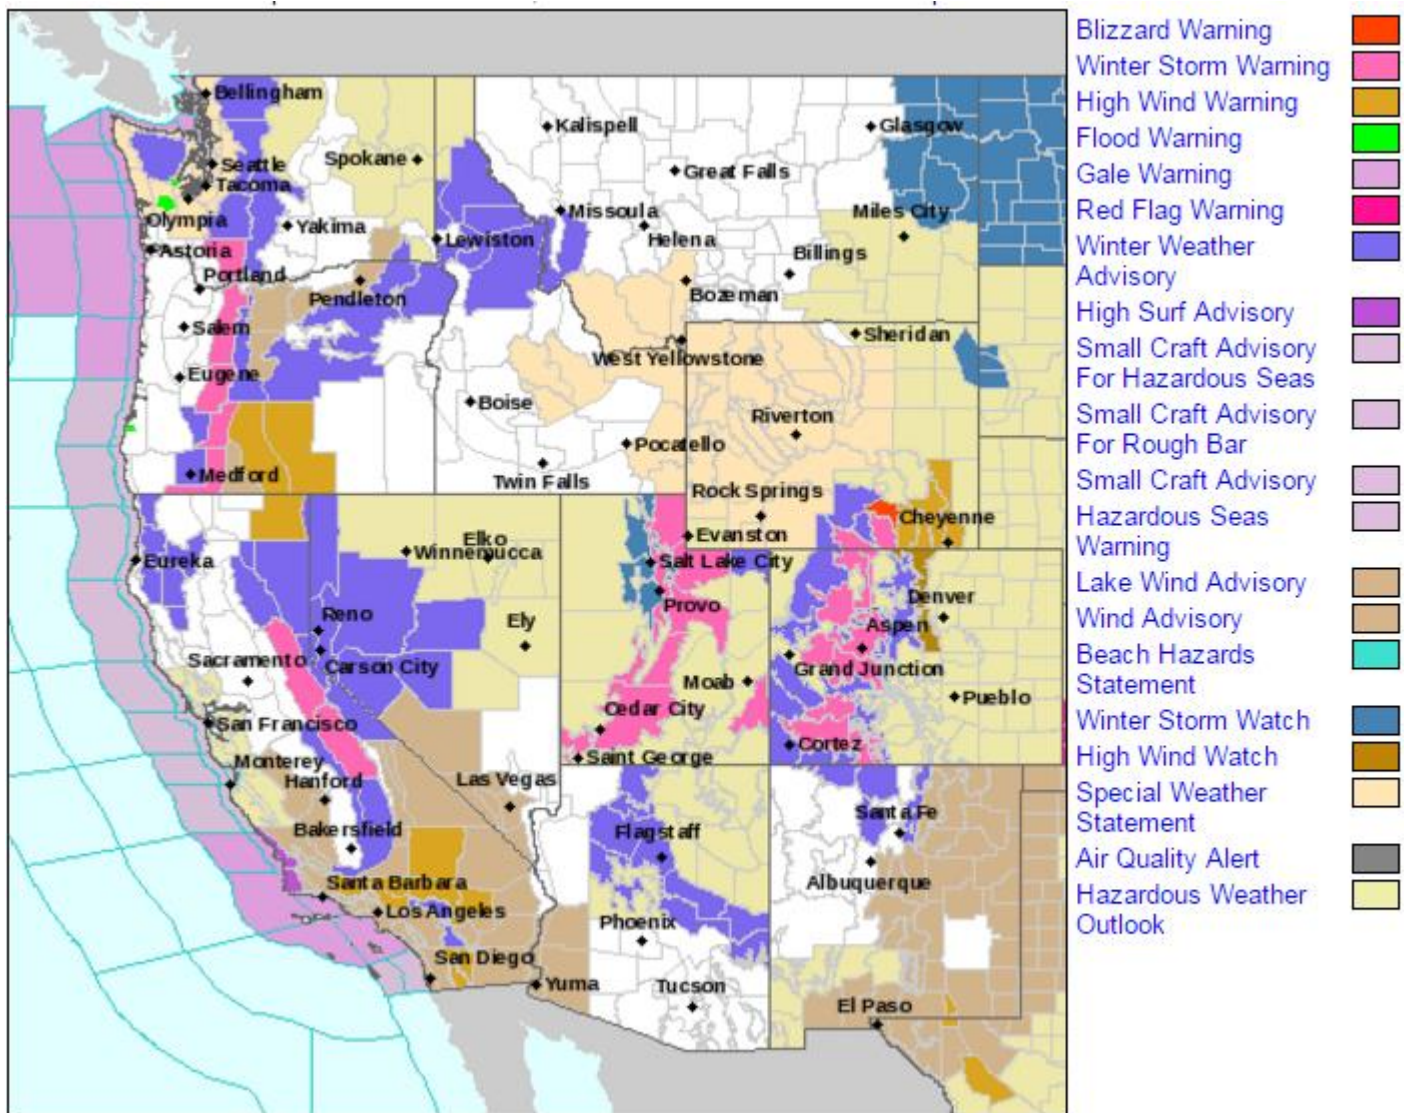 Bellingham
Seattle
Tacoma
Olympia
Spokane
Yakima
Astoria
Portland
Pendleton
Lewiston
Salem
Eugene
Medford
Kalispell
Glasgow
Great Falls
Missoula
Helena
Miles City
Billings
Bozeman
West Yellowstone
Sheridan
Boise
Pocatello
Twin Falls
Riverton
Rock Springs
Cheyenne
Evanston
Salt Lake City
Provo
Elko
Winnemucca
Eureka
Reno
Carson City
Ely
Sacramento
San Francisco
Moab
Cedar City
Saint George
Denver
Aspen
Grand Junction
Pueblo
Cortez
Monterey
Hanford
Las Vegas
Bakersfield
Santa Barbara
Los Angeles
San Diego
Yuma
Flagstaff
Phoenix
Tucson
Santa Fe
Albuquerque
El Paso
Blizzard Warning
Winter Storm Warning
High Wind Warning
Flood Warning
Gale Warning
Red Flag Warning
Winter Weather
Advisory
High Surf Advisory
Small Craft Advisory
For Hazardous Seas
Small Craft Advisory
For Rough Bar
Small Craft Advisory
Hazardous Seas
Warning
Lake Wind Advisory
Wind Advisory
Beach Hazards
Statement
Winter Storm Watch
High Wind Watch
Special Weather
Statement
Air Quality Alert
Hazardous Weather
Outlook